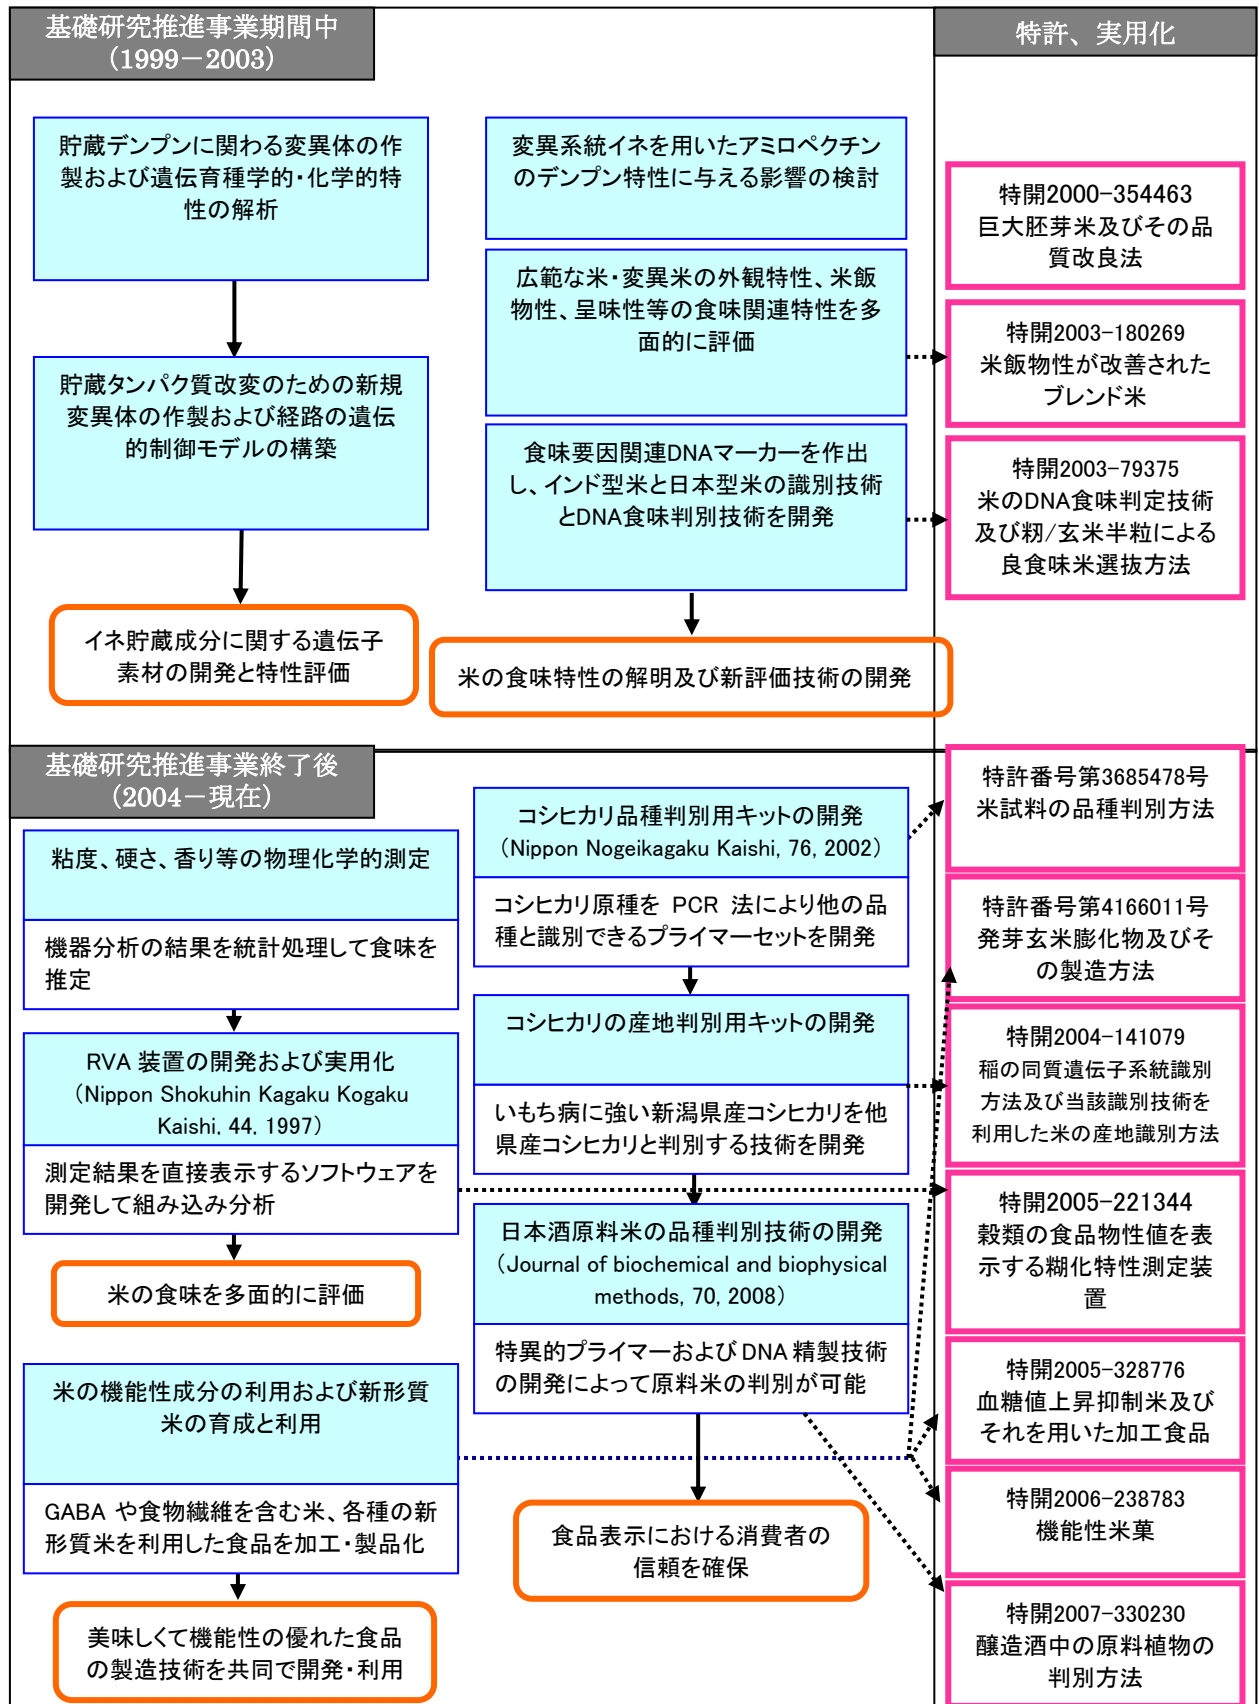 基礎研究推進事業期間中
（1999－2003）
特許、実用化
貯蔵デンプンに関わる変異体の作
製および遺伝育種学的・化学的特
性の解析
変異系統イネを用いたアミロペクチン
のデンプン特性に与える影響の検討
広範な米・変異米の外観特性、米飯
物性、呈味性等の食味関連特性を多
面的に評価
貯蔵タンパク質改変のための新規
変異体の作製および経路の遺伝
的制御モデルの構築
食味要因関連DNAマーカーを作出
し、インド型米と日本型米の識別技術
とDNA食味判別技術を開発
イネ貯蔵成分に関する遺伝子
素材の開発と特性評価
米の食味特性の解明及び新評価技術の開発
特開2000-354463
巨大胚芽米及びその品
質改良法
特開2003-180269
米飯物性が改善された
ブレンド米
特開2003-79375
米のDNA食味判定技術
及び籾/玄米半粒による
良食味米選抜方法
基礎研究推進事業終了後
（2004－現在）
粘度、硬さ、香り等の物理化学的測定
機器分析の結果を統計処理して食味を
推定
RVA 装置の開発および実用化
（Nippon Shokuhin Kagaku Kogaku
Kaishi, 44, 1997）
測定結果を直接表示するソフトウェアを
開発して組み込み分析
米の食味を多面的に評価
米の機能性成分の利用および新形質
米の育成と利用
GABA や食物繊維を含む米、各種の新
形質米を利用した食品を加工・製品化
美味しくて機能性の優れた食品
の製造技術を共同で開発・利用
コシヒカリ品種判別用キットの開発
（Nippon Nogeikagaku Kaishi, 76, 2002）
コシヒカリ原種を PCR 法により他の品
種と識別できるプライマーセットを開発
コシヒカリの産地判別用キットの開発
いもち病に強い新潟県産コシヒカリを他
県産コシヒカリと判別する技術を開発
日本酒原料米の品種判別技術の開発
（Journal of biochemical and biophysical
methods, 70, 2008）
特異的プライマーおよび DNA 精製技術
の開発によって原料米の判別が可能
食品表示における消費者の
信頼を確保
特許番号第3685478号
米試料の品種判別方法
特許番号第4166011号
発芽玄米膨化物及びそ
の製造方法
特開2004-141079
稲の同質遺伝子系統識別
方法及び当該識別技術を
利用した米の産地識別方法
特開2005-221344
穀類の食品物性値を表
示する糊化特性測定装
置
特開2005-328776
血糖値上昇抑制米及び
それを用いた加工食品
特開2006-238783
機能性米菓
特開2007-330230
醸造酒中の原料植物の
判別方法